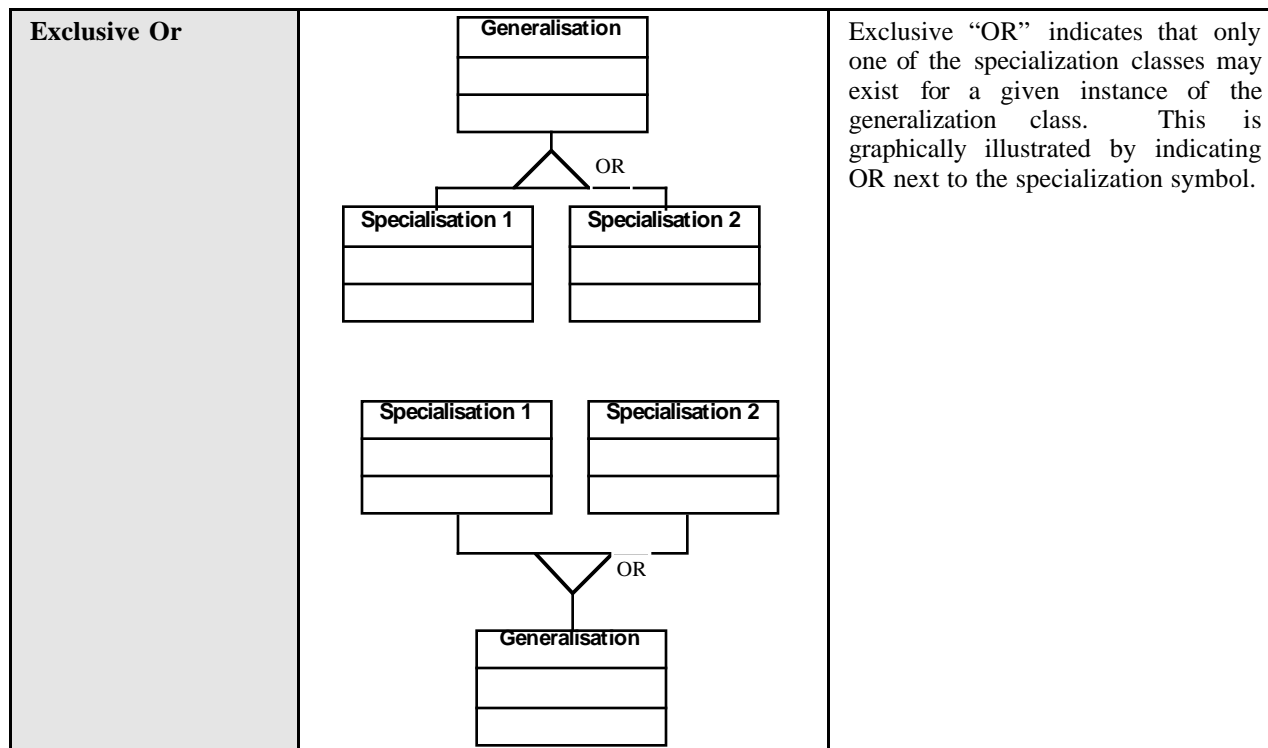 Exclusive Or
Generalisation
OR
Specialisation 1
Specialisation 2
Specialisation 1
Specialisation 2
OR
Generalisation
Exclusive “OR” indicates that only
one of the specialization classes may
exist for a given instance of the
generalization class. This is
graphically illustrated by indicating
OR next to the specialization symbol.